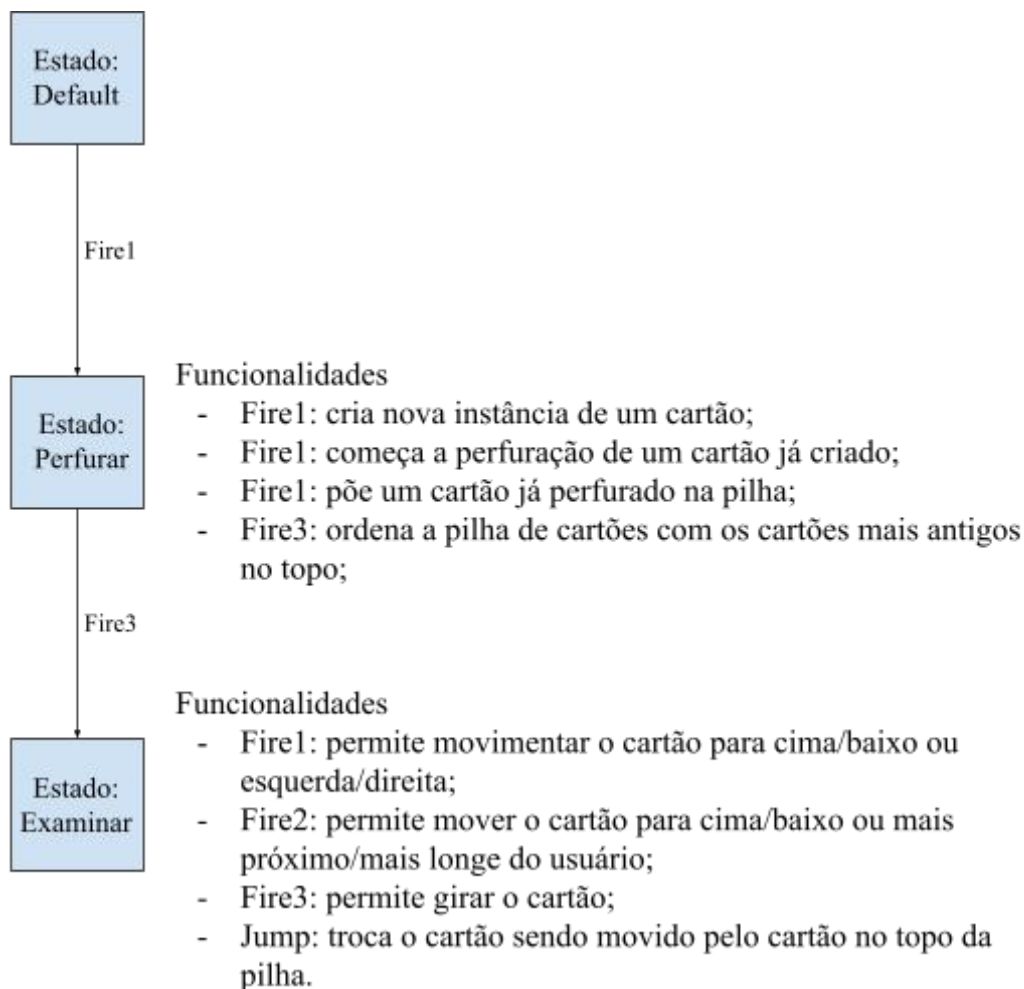 Estado:
Default
Fire1
Estado:
Perfurar
Funcionalidades
- Fire1: cria nova instância de um cartão;
- Fire1: começa a perfuração de um cartão já criado;
- Fire1: põe um cartão já perfurado na pilha;
- Fire3: ordena a pilha de cartões com os cartões mais antigos
no topo;
Fire3
Estado:
Examinar
Funcionalidades
- Fire1: permite movimentar o cartão para cima/baixo ou
esquerda/direita;
- Fire2: permite mover o cartão para cima/baixo ou mais
próximo/mais longe do usuário;
- Fire3: permite girar o cartão;
- Jump: troca o cartão sendo movido pelo cartão no topo da
pilha.